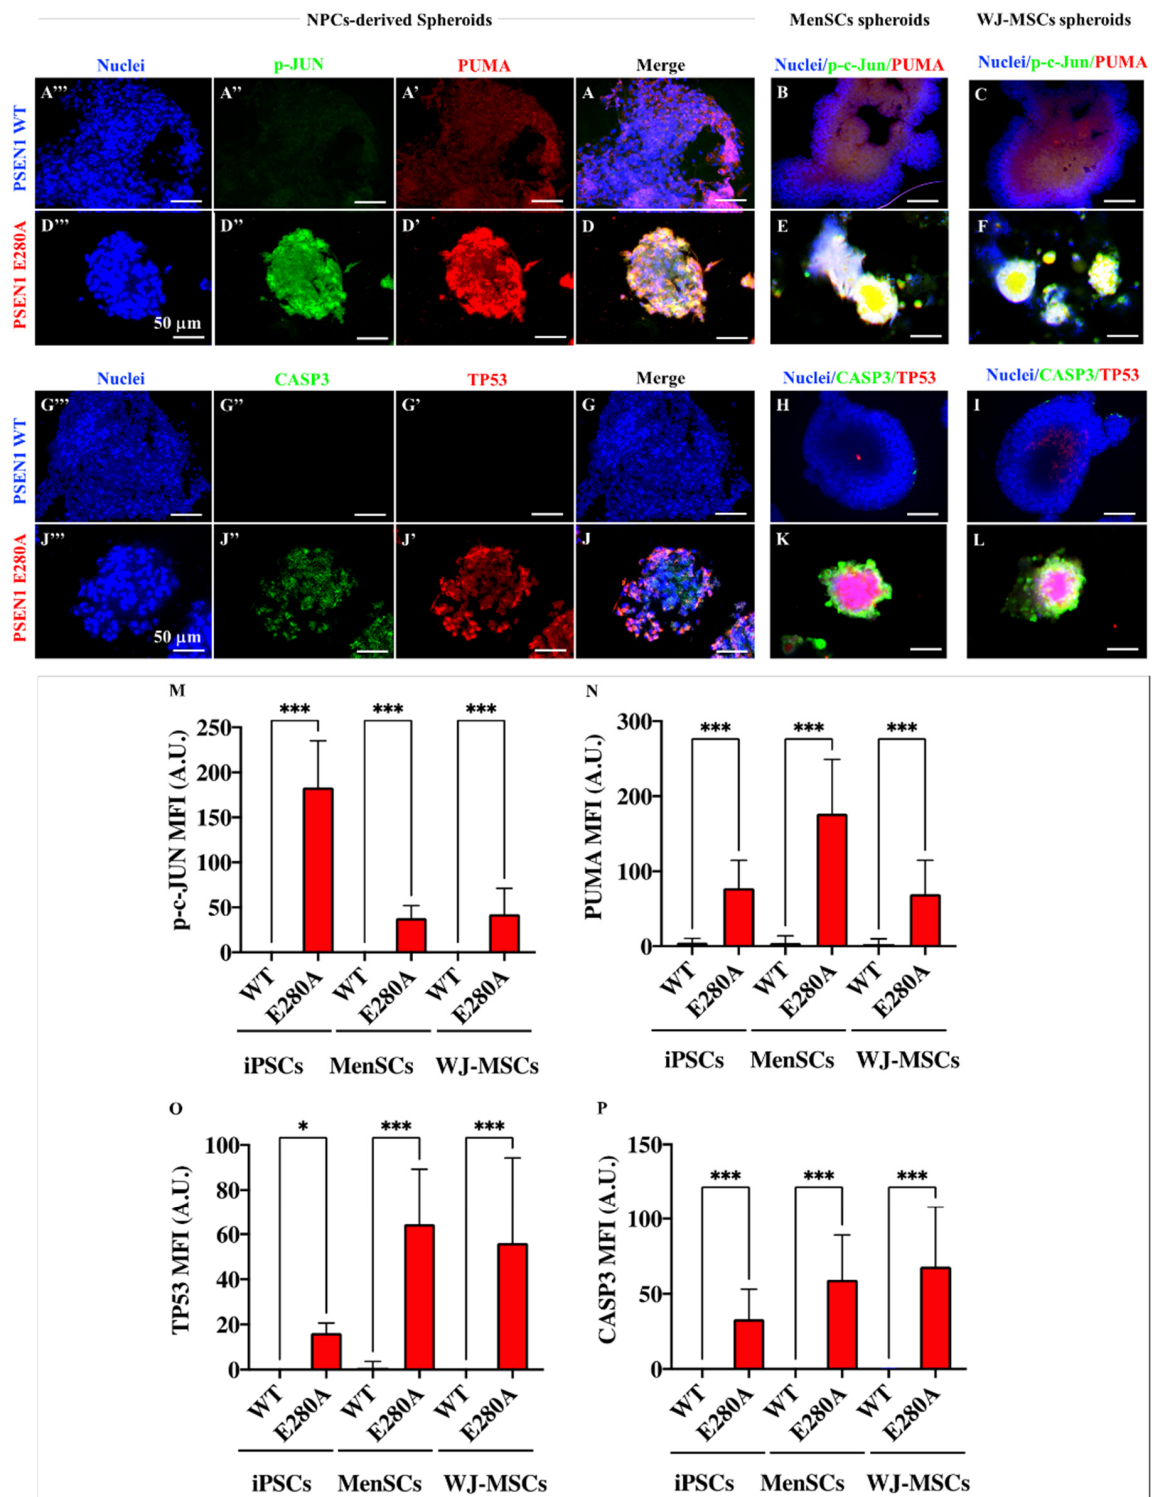 NPCs-derived Spheroids MenSCs spheroids WJ-MSCs spheroids
Nuclei p-JUN PUMA Merge Nuclei/p-c-Jun/PUMA Nuclei/p-c-Jun/PUMA
PSEN1 WT
A''' A'' A' A B C
PSEN1 E280A
D''' D'' D' D E F
50 µm
Nuclei CASP3 TP53 Merge Nuclei/CASP3/TP53 Nuclei/CASP3/TP53
PSEN1 WT
G''' G'' G' G H I
PSEN1 E280A
J''' J'' J' J K L
50 µm
M
p-c-JUN MFI (A.U.)
*** *** ***
250
200
150
100
50
0
WT E280A WT E280A WT E280A
iPSCs MenSCs WJ-MSCs
N
PUMA MFI (A.U.)
300
*** *** ***
200
100
0
WT E280A WT E280A WT E280A
iPSCs MenSCs WJ-MSCs
O
TP53 MFI (A.U.)
* *** ***
100
80
60
40
20
0
WT E280A WT E280A WT E280A
iPSCs MenSCs WJ-MSCs
P
CASP3 MFI (A.U.)
150
*** *** ***
100
50
0
WT E280A WT E280A WT E280A
iPSCs MenSCs WJ-MSCs